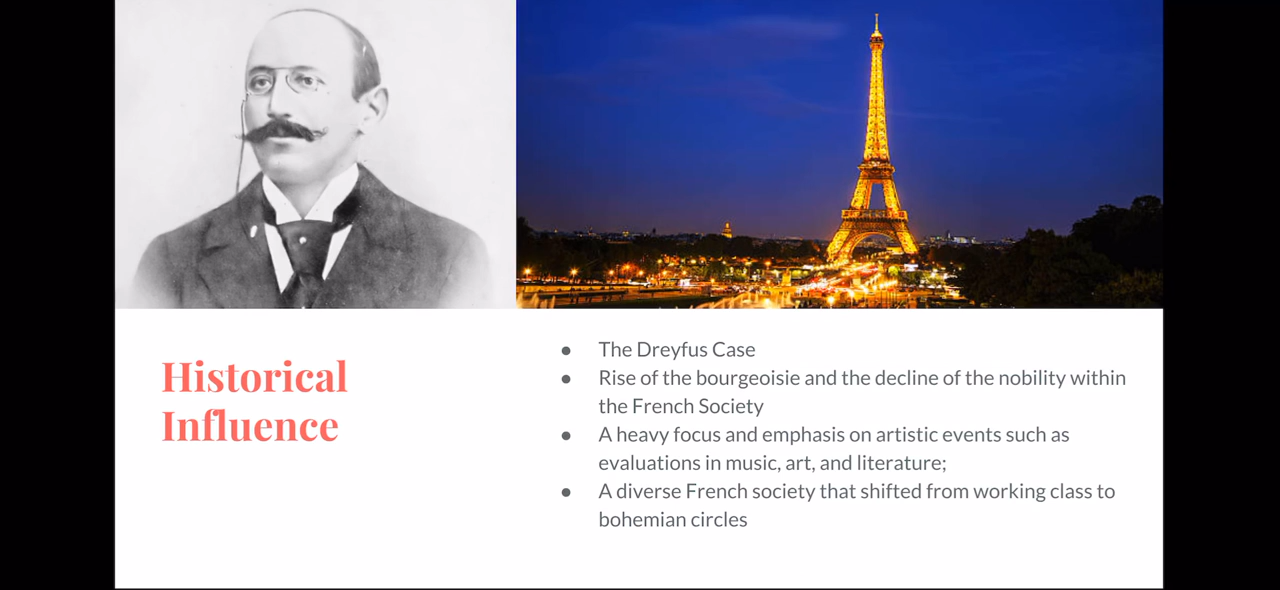 Historical
Influence
● The Dreyfus Case
● Rise of the bourgeoisie and the decline of the nobility within
the French Society
● A heavy focus and emphasis on artistic events such as
evaluations in music, art, and literature;
● A diverse French society that shifted from working class to
bohemian circles